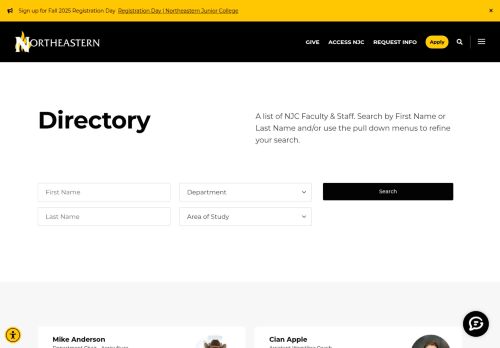 Sign up for Fall 2025 Registration Day Registration Day | Northeastern Junior College
×
NORTHEASTERN
GIVE ACCESS NJC REQUEST INFO Apply
Directory
A list of NJC Faculty & Staff. Search by First Name or
Last Name and/or use the pull down menus to refine
your search.
First Name
Department
Search
Last Name
Area of Study
Mike Anderson
Cian Apple